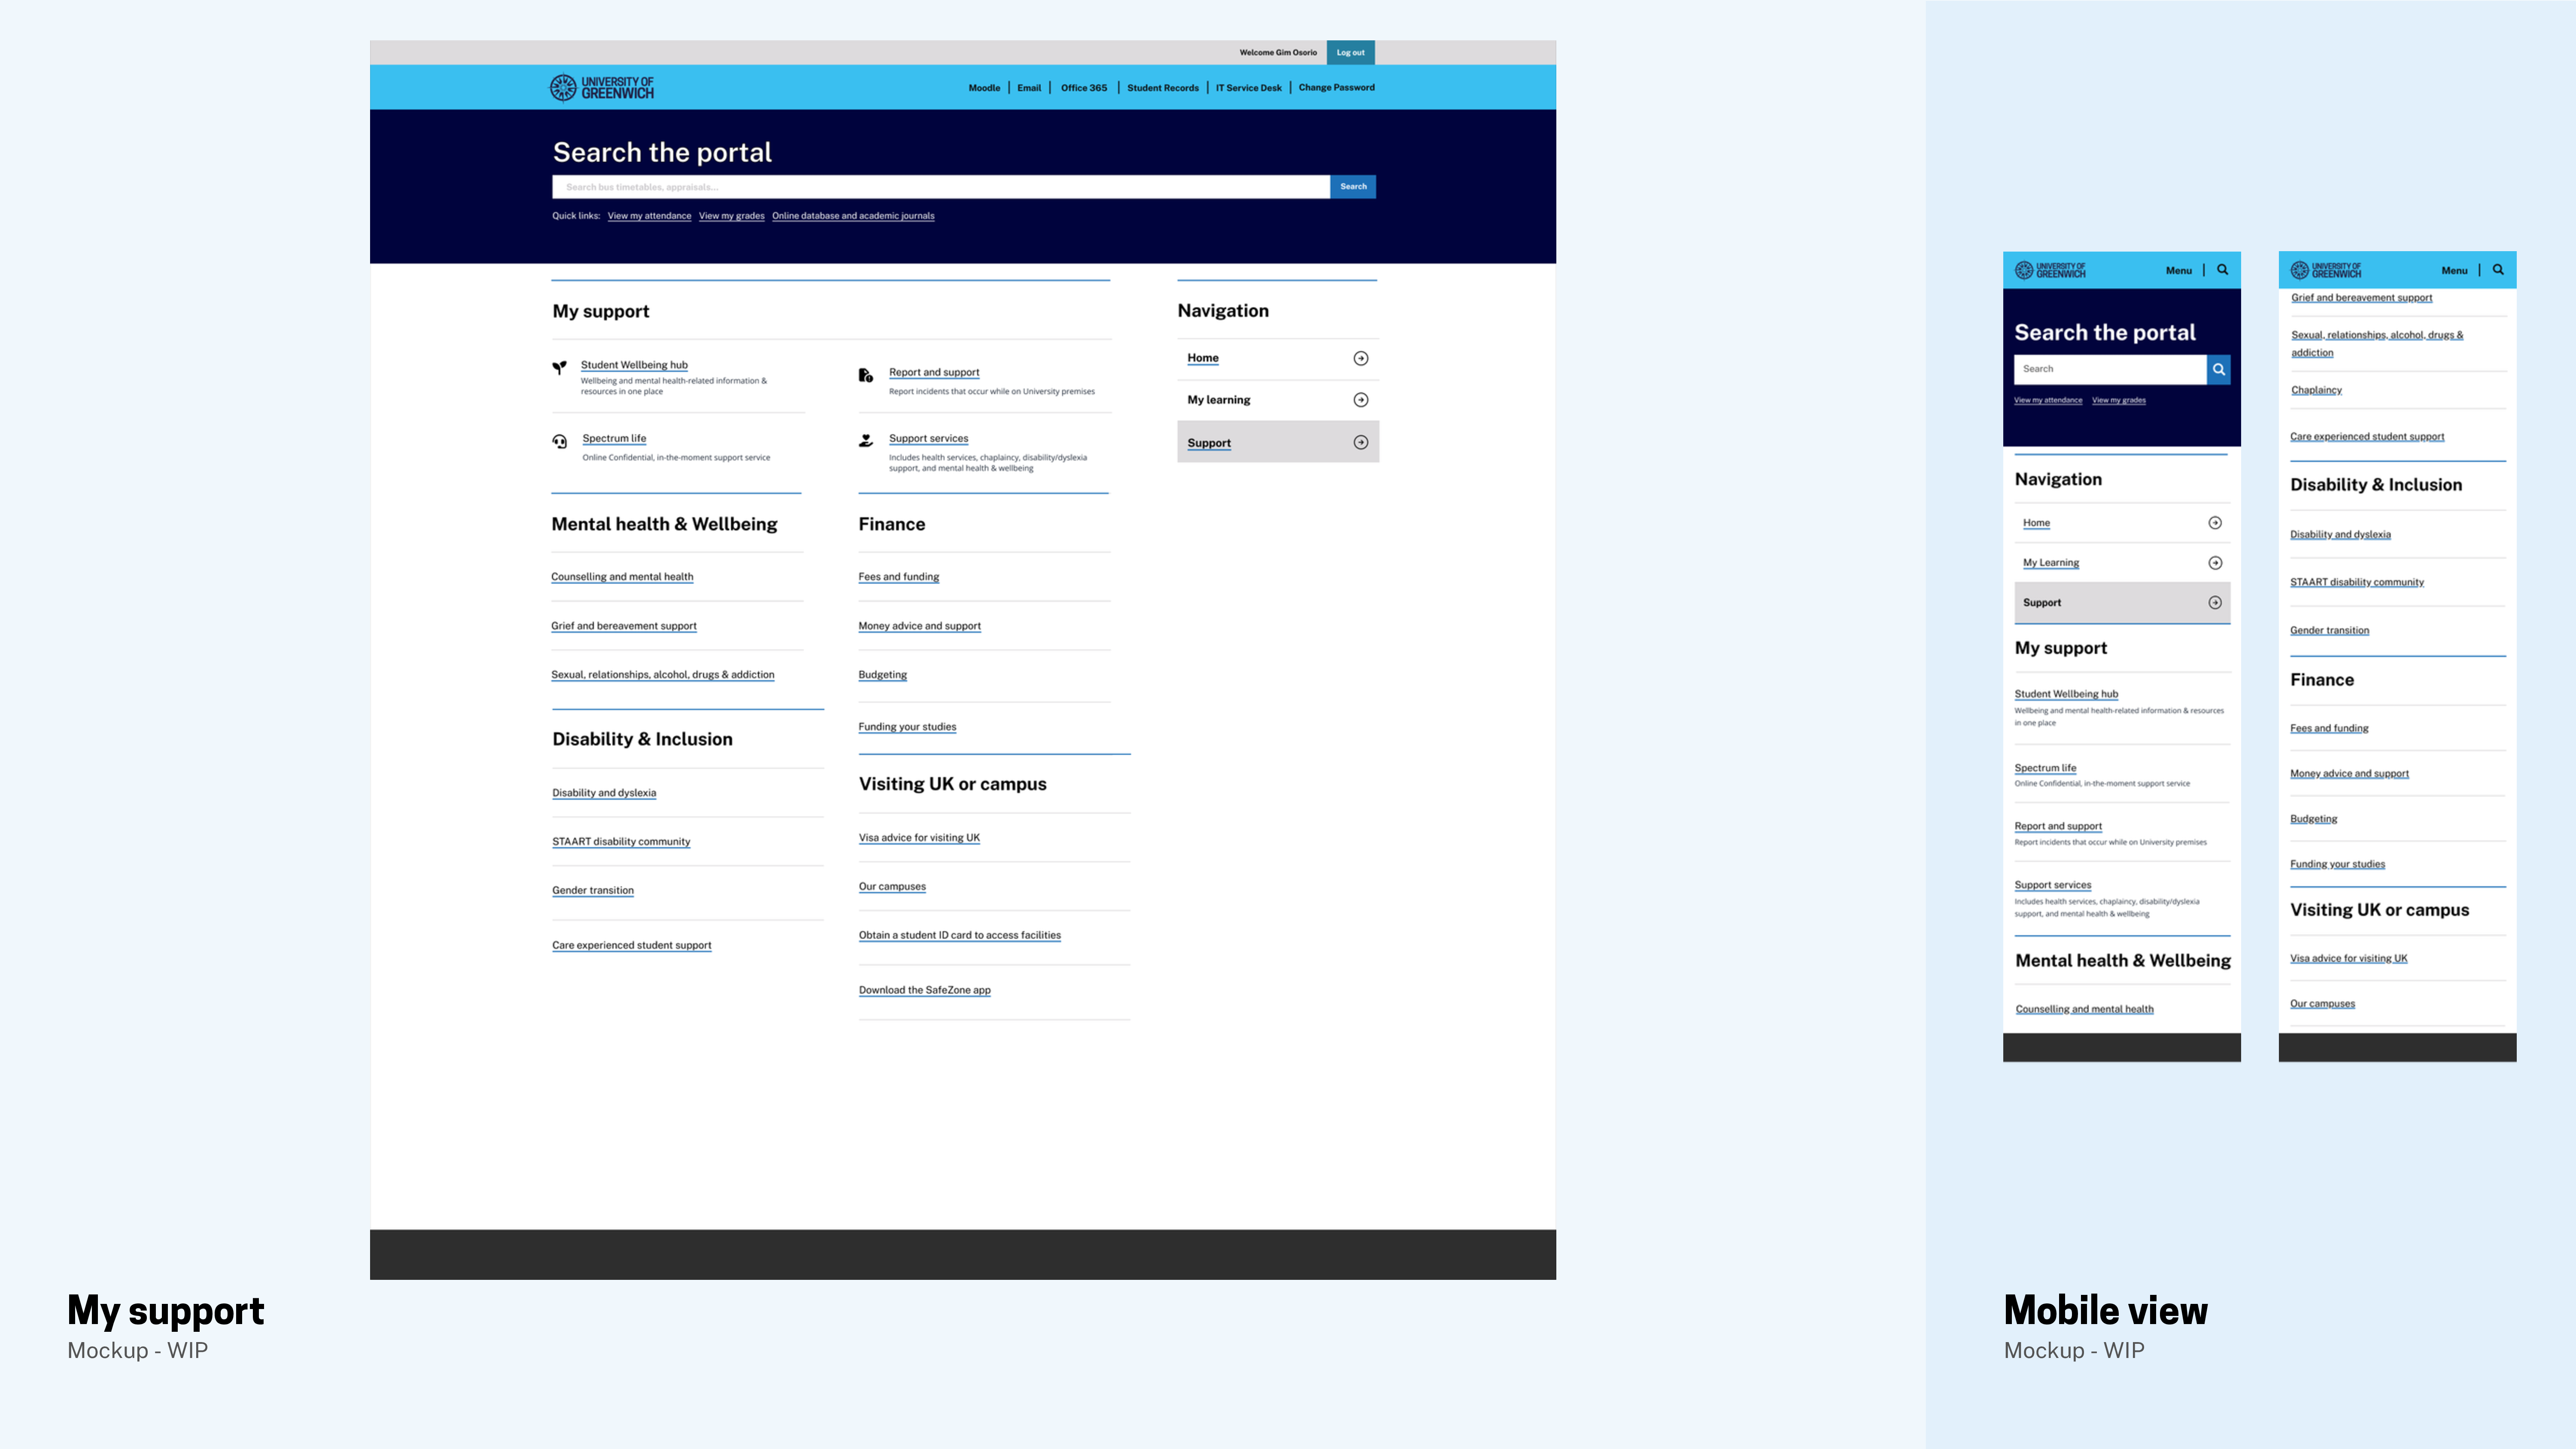 Welcome Gim Osorio
Log out
UNIVERSITY OF
GREENWICH
Moodle | Email | Office 365 | Student Records | IT Service Desk | Change Password
Search the portal
Search bus timetables, appraisals...
Search
Quick links: View my attendance View my grades Online database and academic journals
My support
Student Wellbeing hub
Wellbeing and mental health-related information &
resources in one place
Report and support
Report incidents that occur while on University premises
Spectrum life
Online Confidential, in-the-moment support service
Support services
Includes health services, chaplaincy, disability/dyslexia
support, and mental health & wellbeing
Mental health & Wellbeing
Counselling and mental health
Grief and bereavement support
Sexual, relationships, alcohol, drugs & addiction
Disability & Inclusion
Disability and dyslexia
STAART disability community
Gender transition
Care experienced student support
Finance
Fees and funding
Money advice and support
Budgeting
Funding your studies
Visiting UK or campus
Visa advice for visiting UK
Our campuses
Obtain a student ID card to access facilities
Download the SafeZone app
Navigation
Home
My learning
Support
My support
Mockup - WIP
UNIVERSITY OF
GREENWICH
Menu |
Search the portal
Search
View my attendance View my grades
Navigation
Home
My Learning
Support
My support
Student Wellbeing hub
Wellbeing and mental health-related information & resources
in one place
Spectrum life
Online Confidential, in-the-moment support service
Report and support
Report incidents that occur while on University premises
Support services
Includes health services, chaplaincy, disability/dyslexia
support, and mental health & wellbeing
Mental health & Wellbeing
Counselling and mental health
UNIVERSITY OF
GREENWICH
Menu |
Grief and bereavement support
Sexual, relationships, alcohol, drugs &
addiction
Chaplaincy
Care experienced student support
Disability & Inclusion
Disability and dyslexia
STAART disability community
Gender transition
Finance
Fees and funding
Money advice and support
Budgeting
Funding your studies
Visiting UK or campus
Visa advice for visiting UK
Our campuses
Mobile view
Mockup - WIP